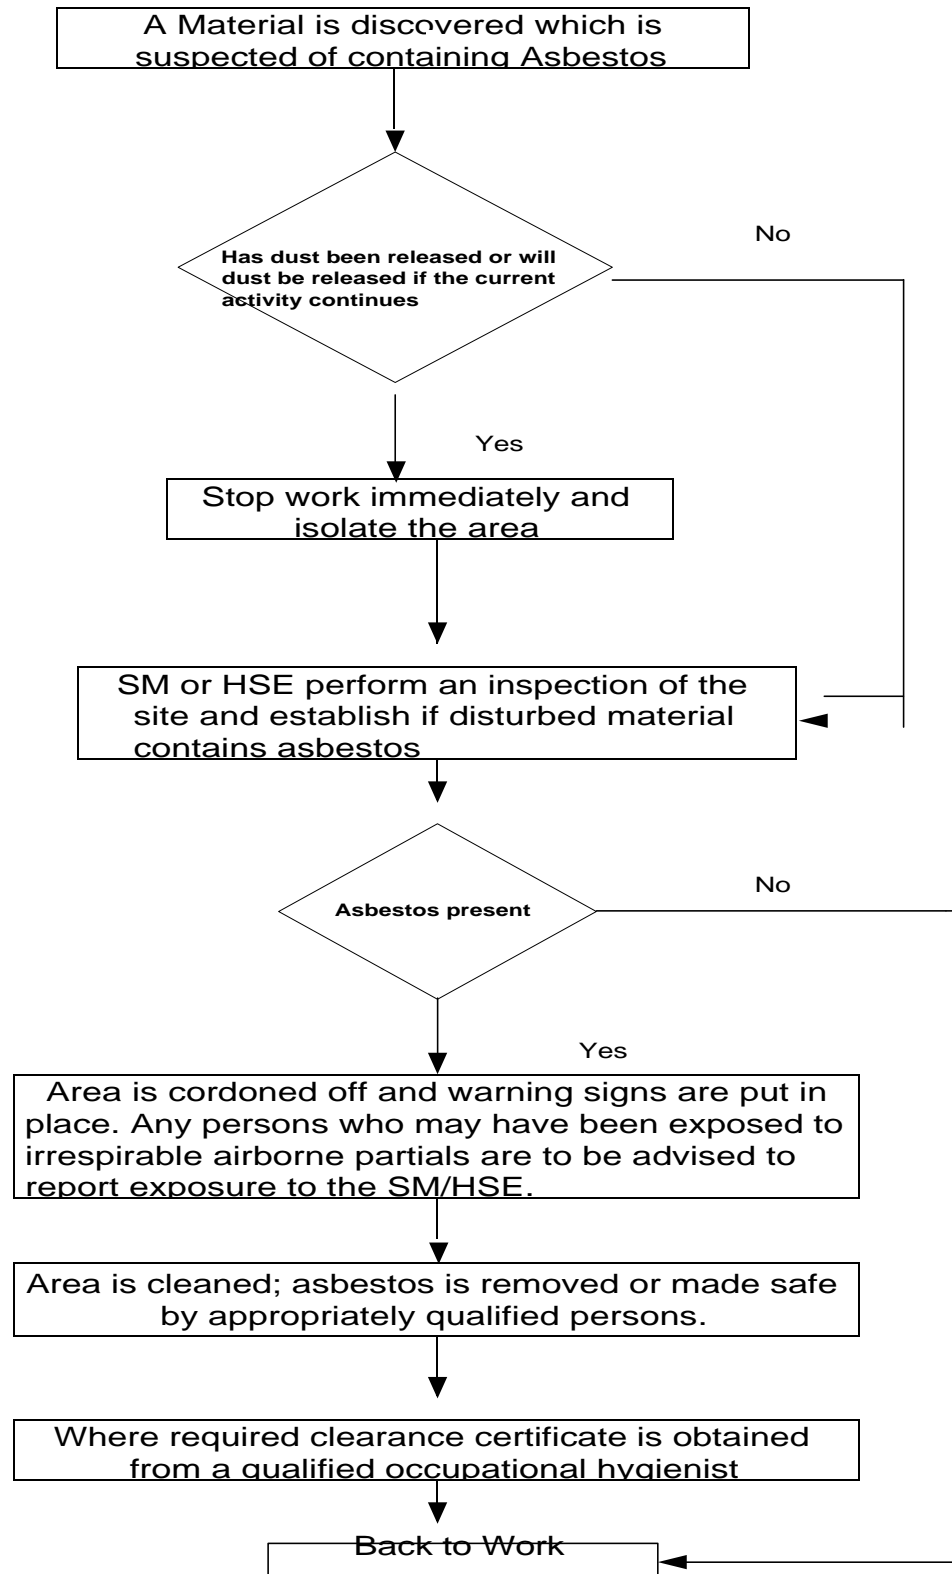 A Material is discovered which is
suspected of containing Asbestos
No
Has dust been released or will
dust be released if the current
activity continues
Yes
Stop work immediately and
isolate the area
SM or HSE perform an inspection of the
site and establish if disturbed material
contains asbestos
No
Asbestos present
Yes
Area is cordoned off and warning signs are put in
place. Any persons who may have been exposed to
irrespirable airborne partials are to be advised to
report exposure to the SM/HSE.
Area is cleaned; asbestos is removed or made safe
by appropriately qualified persons.
Where required clearance certificate is obtained
from a qualified occupational hygienist
Back to Work